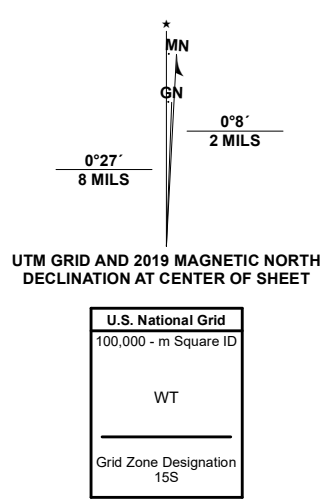 ★
MN
GN
0°8´
2 MILS
0°27´
8 MILS
UTM GRID AND 2019 MAGNETIC NORTH
DECLINATION AT CENTER OF SHEET
U.S. National Grid
100,000 - m Square ID
WT
Grid Zone Designation
15S